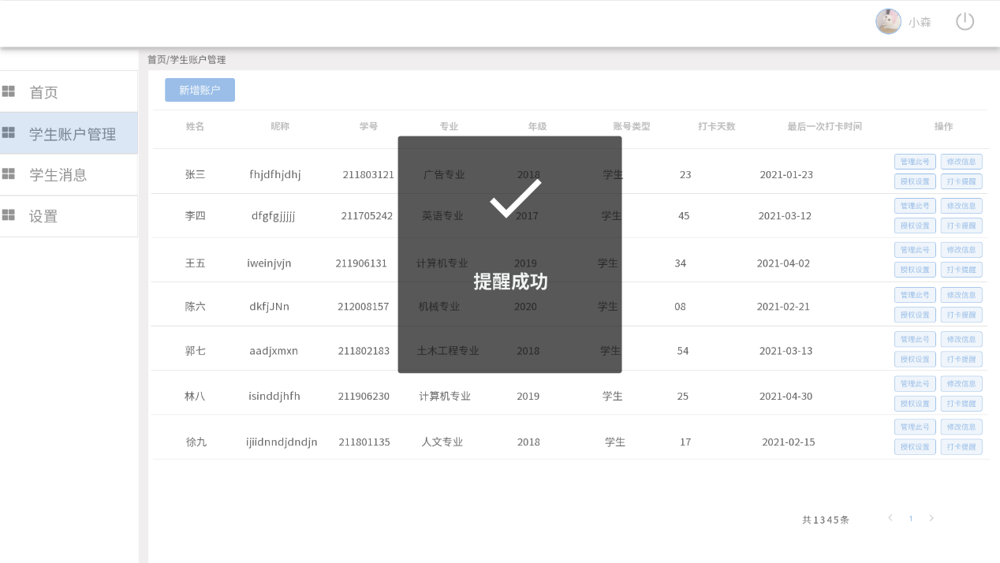 小森
首页/学生账户管理
首页
学生账户管理
学生消息
设置
新增账户
姓名 昵称 学号 专业 年级 账号类型 打卡天数 最后一次打卡时间 操作
张三 fhjdfhjdhj 211803121 广告专业 2018 学生 23 2021-01-23 管理此号 修改信息
授权设置 打卡提醒
李四 dfgfgjjjjj 211705242 英语专业 2017 学生 45 2021-03-12 管理此号 修改信息
授权设置 打卡提醒
王五 iweinjvjn 211906131 计算机专业 2019 学生 34 2021-04-02 管理此号 修改信息
授权设置 打卡提醒
提醒成功
陈六 dkfjJNn 212008157 机械专业 2020 学生 08 2021-02-21 管理此号 修改信息
授权设置 打卡提醒
郭七 aadjxmxn 211802183 土木工程专业 2018 学生 54 2021-03-13 管理此号 修改信息
授权设置 打卡提醒
林八 isinddjhfh 211906230 计算机专业 2019 学生 25 2021-04-30 管理此号 修改信息
授权设置 打卡提醒
徐九 ijiidnndjdndjn 211801135 人文专业 2018 学生 17 2021-02-15 管理此号 修改信息
授权设置 打卡提醒
共1345条 1